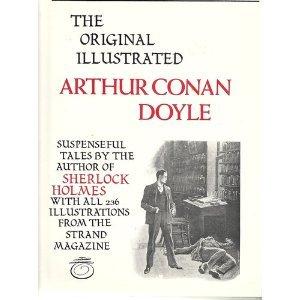 THE
ORIGINAL
ILLUSTRATED
ARTHUR CONAN
DOYLE
SUSPENSEFUL
TALES BY THE
AUTHOR OF
SHERLOCK
HOLMES
WITH ALL 236
ILLUSTRATIONS
FROM THE
STRAND
MAGAZINE